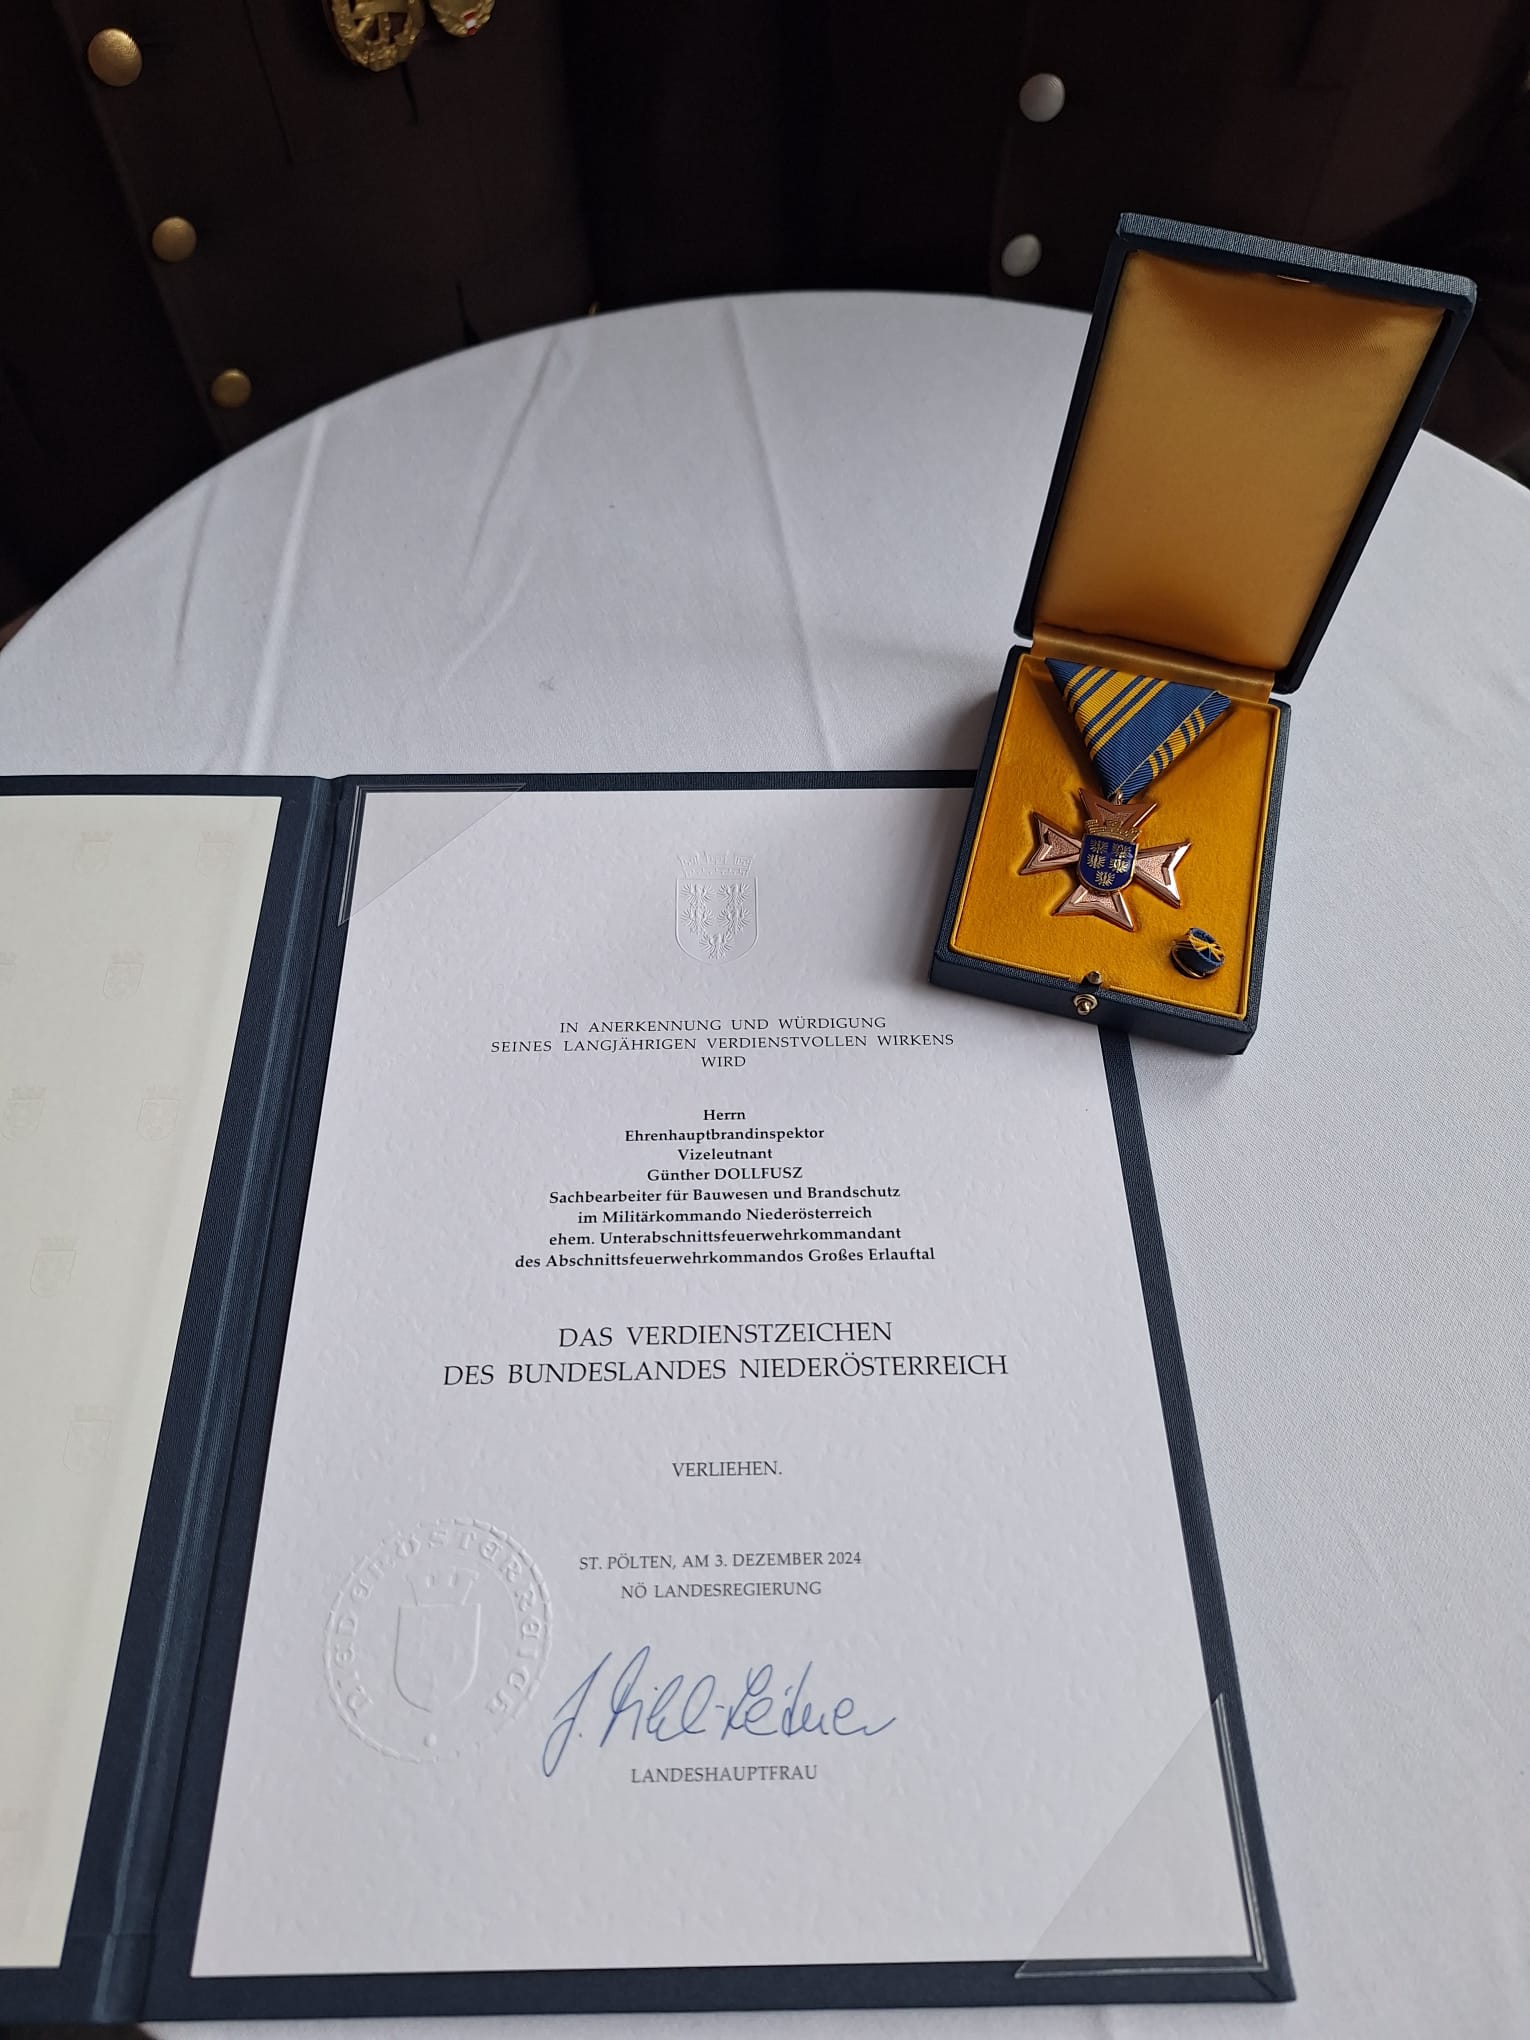 IN ANERKENNUNG UND WÜRDIGUNG
SEINES LANGJÄHRIGEN VERDIENSTVOLLEN WIRKENS
WIRD
Herrn
Ehrenhauptbrandinspektor
Vizeleutnant
Günther DOLLFUSZ
Sachbearbeiter für Bauwesen und Brandschutz
im Militärkommando Niederösterreich
ehem. Unterabschnittsfeuerwehrkommandant
des Abschnittsfeuerwehrkommandos Großes Erlauftal
DAS VERDIENSTZEICHEN
DES BUNDESLANDES NIEDERÖSTERREICH
VERLIEHEN.
ST. PÖLTEN, AM 3. DEZEMBER 2024
NÖ LANDESREGIERUNG
NIEDERÖSTERREICH
J. Mikl-Leitner
LANDESHAUPTFRAU